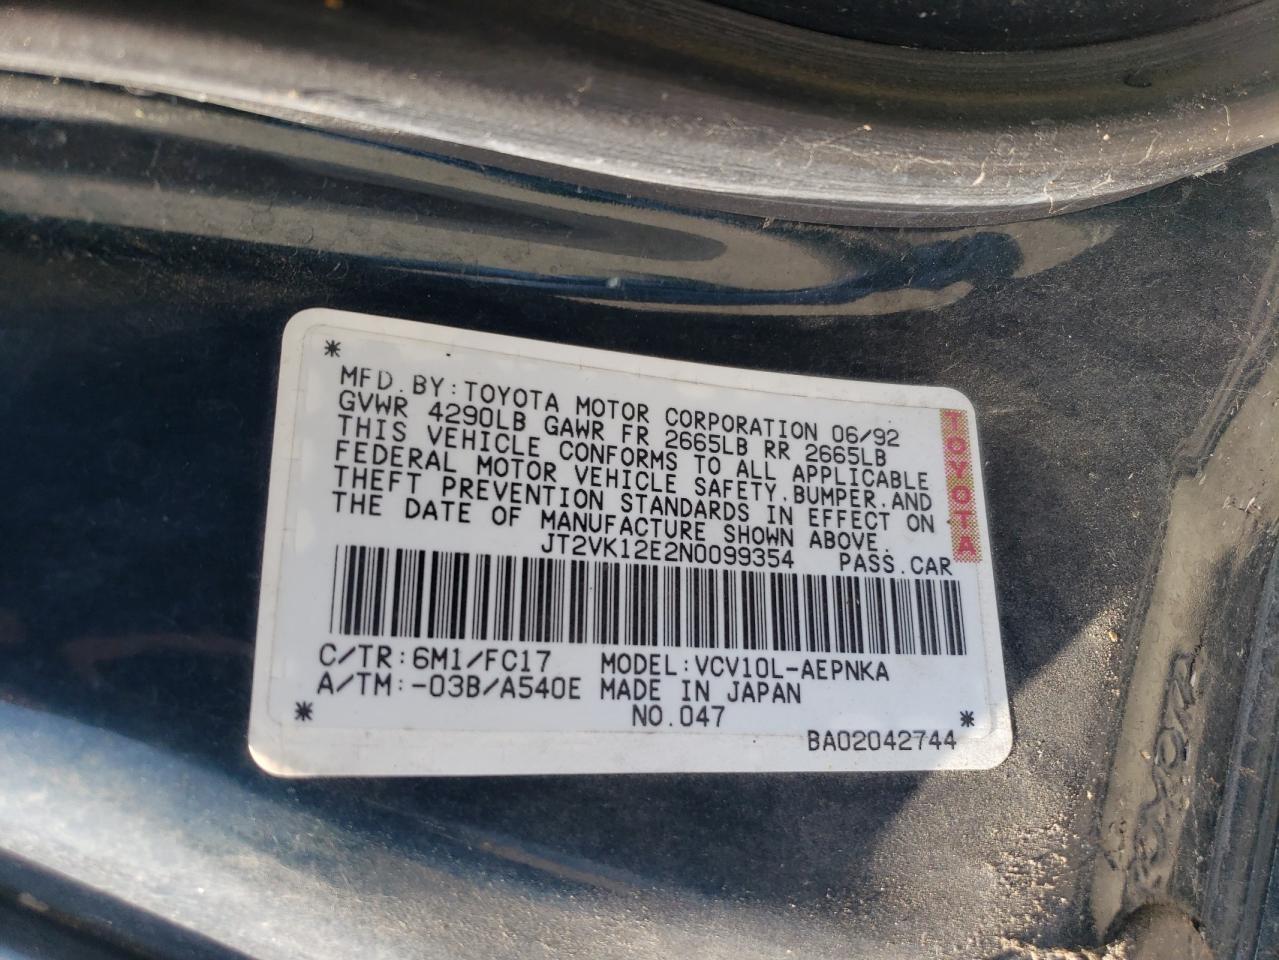 MFD. BY: TOYOTA MOTOR CORPORATION 06/92
GVWR 4290LB GAWR FR 2665LB RR 2665LB
THIS VEHICLE CONFORMS TO ALL APPLICABLE
FEDERAL MOTOR VEHICLE SAFETY, BUMPER, AND
THEFT PREVENTION STANDARDS IN EFFECT ON
THE DATE OF MANUFACTURE SHOWN ABOVE.
JT2VK12E2N0099354 PASS. CAR
TOYOTA
C/TR: 6M1/FC17 MODEL: VCV10L-AEPNKA
A/TM: -03B/A540E MADE IN JAPAN
NO. 047
BA02042744